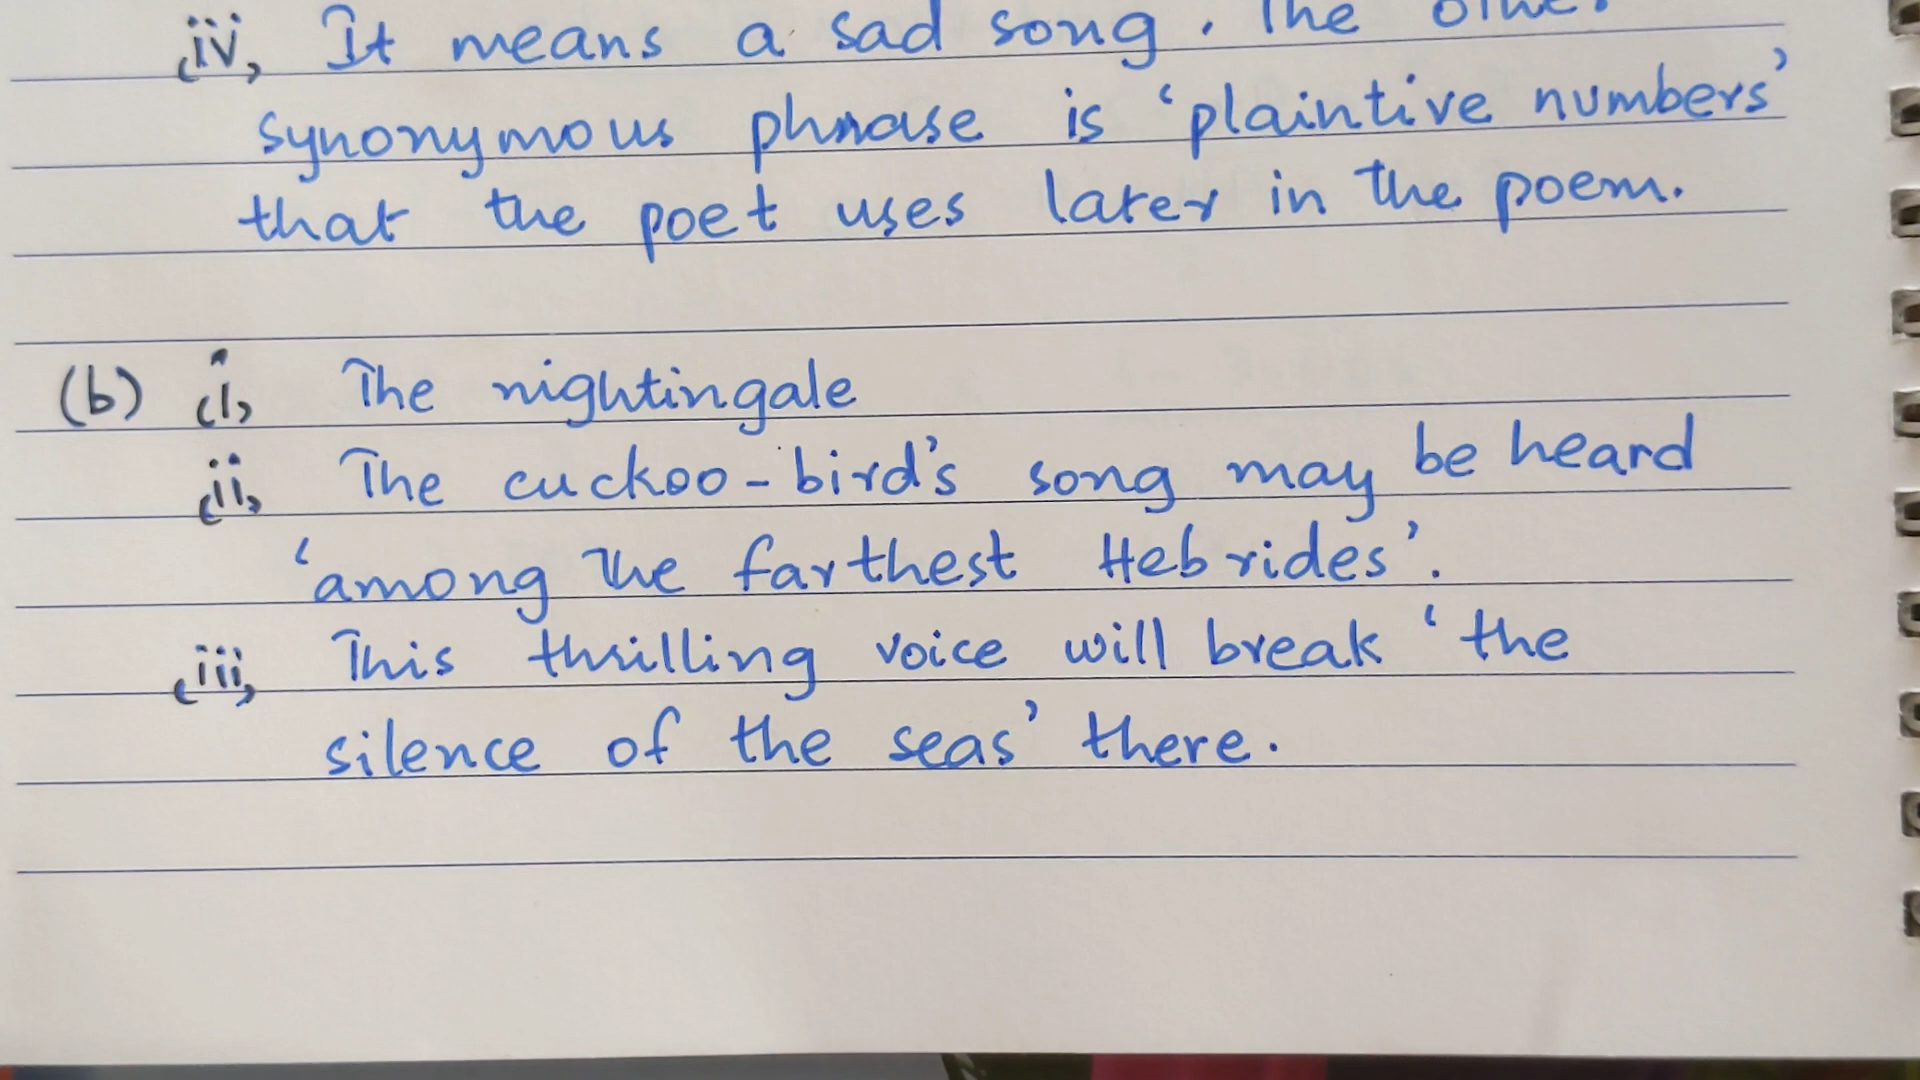 (iv) It means a sad song. The other
synonymous phrase is 'plaintive numbers'
that the poet uses later in the poem.
(b) (i) The nightingale
(ii) The cuckoo-bird's song may be heard
'among the farthest Hebrides'.
(iii) This thrilling voice will break 'the
silence of the seas' there.